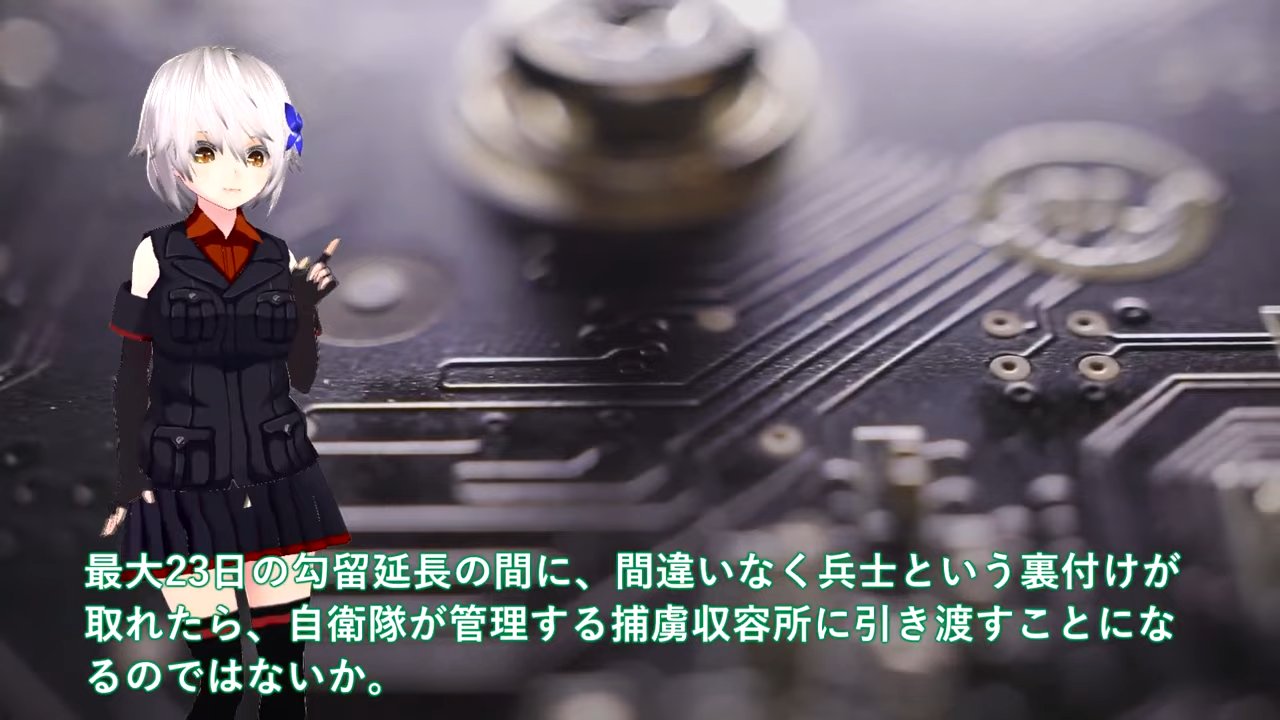 最大23日の勾留延長の間に、間違いなく兵士という裏付けが
取れたら、自衛隊が管理する捕虜収容所に引き渡すことにな
るのではないか。